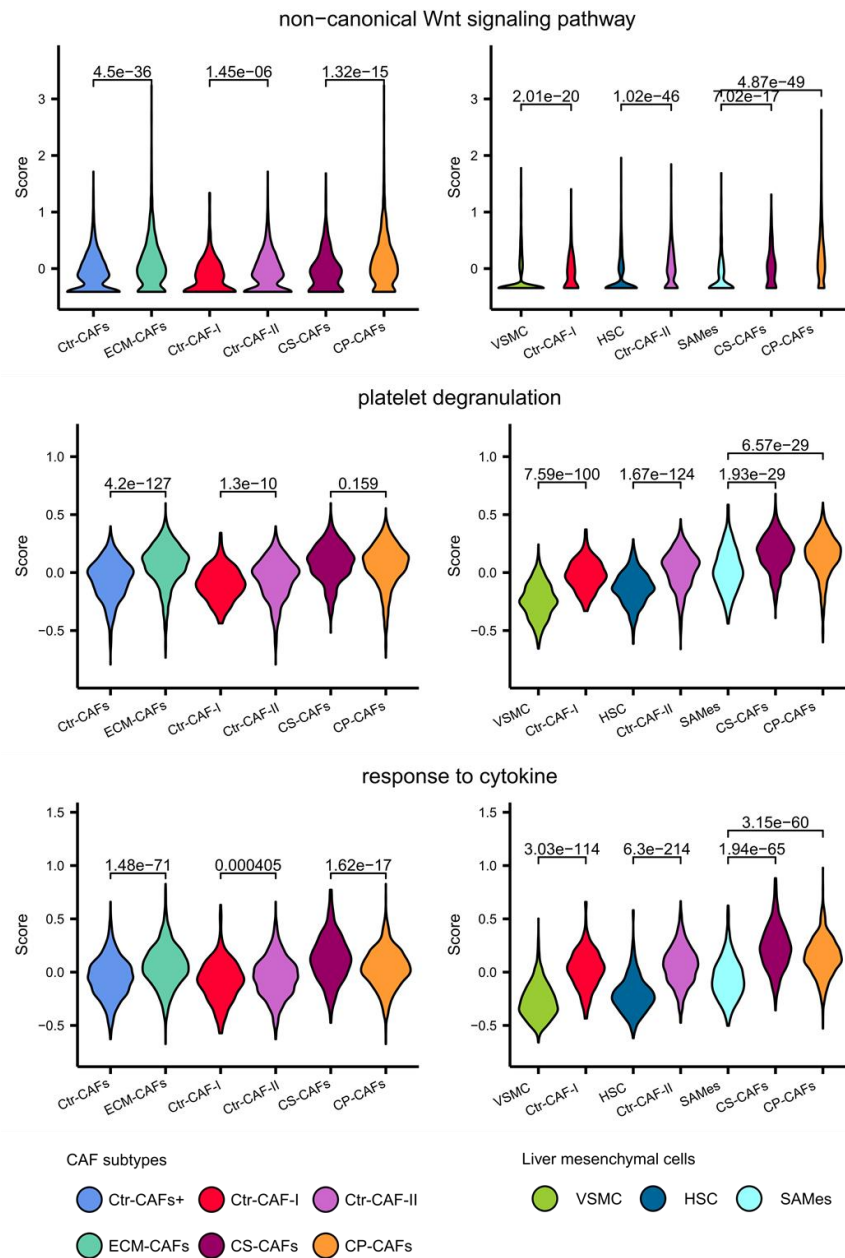 non−canonical Wnt signaling pathway
4.5e−36 1.45e−06 1.32e−15
3
2
1
0
Score
Ctr-CAFs ECM-CAFs Ctr-CAF-I Ctr-CAF-II CS-CAFs CP-CAFs
4.87e−49
2.01e−20 1.02e−46 7.02e−17
3
2
1
0
Score
VSMC Ctr-CAF-I HSC Ctr-CAF-II SAMes CS-CAFs CP-CAFs
platelet degranulation
4.2e−127 1.3e−10 0.159
1.0
0.5
0.0
−0.5
Score
Ctr-CAFs ECM-CAFs Ctr-CAF-I Ctr-CAF-II CS-CAFs CP-CAFs
6.57e−29
7.59e−100 1.67e−124 1.93e−29
1.0
0.5
0.0
−0.5
Score
VSMC Ctr-CAF-I HSC Ctr-CAF-II SAMes CS-CAFs CP-CAFs
response to cytokine
1.48e−71 0.000405 1.62e−17
1.5
1.0
0.5
0.0
−0.5
Score
Ctr-CAFs ECM-CAFs Ctr-CAF-I Ctr-CAF-II CS-CAFs CP-CAFs
3.15e−60
3.03e−114 6.3e−214 1.94e−65
1.5
1.0
0.5
0.0
−0.5
Score
VSMC Ctr-CAF-I HSC Ctr-CAF-II SAMes CS-CAFs CP-CAFs
CAF subtypes
Ctr-CAFs+ Ctr-CAF-I Ctr-CAF-II
ECM-CAFs CS-CAFs CP-CAFs
Liver mesenchymal cells
VSMC HSC SAMes